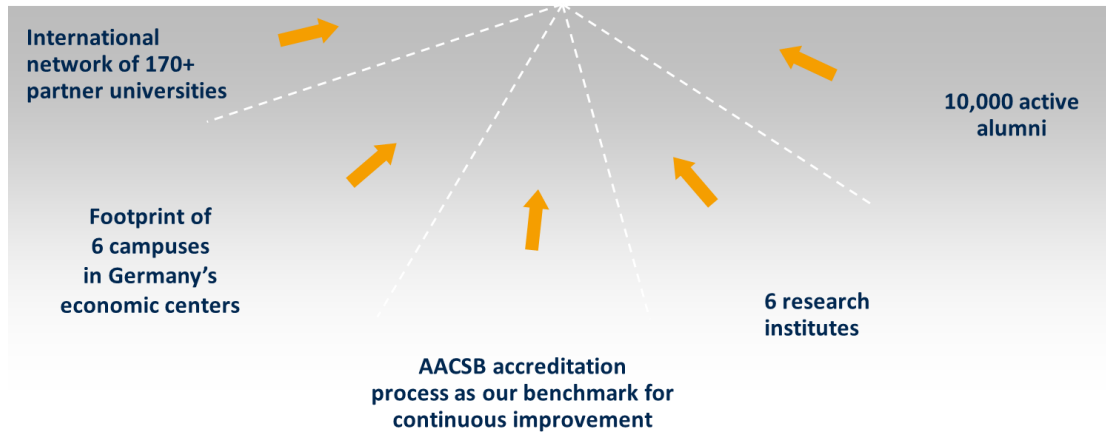 International
network of 170+
partner universities
10,000 active
alumni
Footprint of
6 campuses
in Germany’s
economic centers
6 research
institutes
AACSB accreditation
process as our benchmark for
continuous improvement